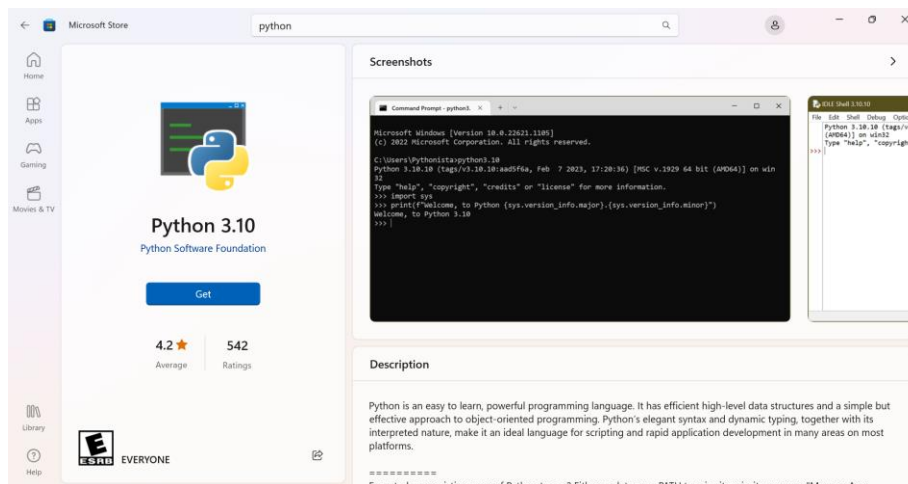 Microsoft Store
python
Home
Apps
Gaming
Movies & TV
Library
Help
Python 3.10
Python Software Foundation
Get
4.2
Average
542
Ratings
E
ESRB
EVERYONE
Screenshots
Command Prompt - python3.
Microsoft Windows [Version 10.0.22621.1105]
(c) 2022 Microsoft Corporation. All rights reserved.
C:\Users\Pythonista>python3.10
Python 3.10.10 (tags/v3.10.10:aad5f6a, Feb  7 2023, 17:20:36) [MSC v.1929 64 bit (AMD64)] on win
32
Type "help", "copyright", "credits" or "license" for more information.
>>> import sys
>>> print(f"Welcome, to Python {sys.version_info.major}.{sys.version_info.minor}")
Welcome, to Python 3.10
>>>
IDLE Shell 3.10.10
File Edit Shell Debug Optio
Python 3.10.10 (tags/v
(AMD64)] on win32
Type "help", "copyrigh
>>>
Description
Python is an easy to learn, powerful programming language. It has efficient high-level data structures and a simple but
effective approach to object-oriented programming. Python's elegant syntax and dynamic typing, together with its
interpreted nature, make it an ideal language for scripting and rapid application development in many areas on most
platforms.
==========